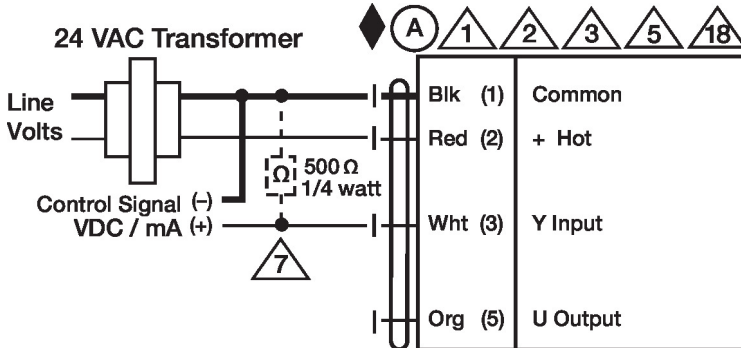 24 VAC Transformer
A 1 2 3 5 18
Line
Volts
Blk (1) Common
Red (2) + Hot
Ω 500 Ω
1/4 watt
Control Signal (-)
VDC / mA (+)
Wht (3) Y Input
7
Org (5) U Output